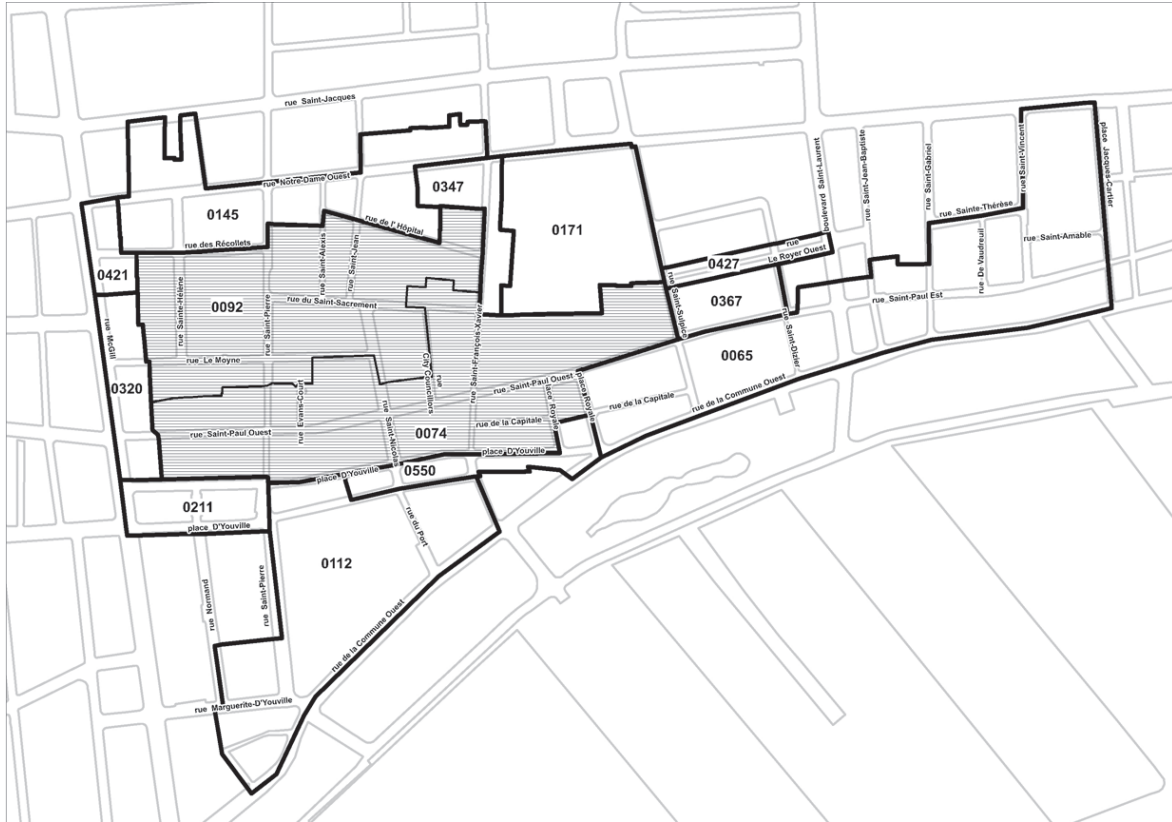 rue Saint-Jacques
place Jacques-Cartier
rue Saint-Vincent
rue Saint-Gabriel
rue Saint-Jean-Baptiste
boulevard Saint-Laurent
rue Notre-Dame Ouest
0347
0145
rue de l' Hôpital
0171
rue Sainte-Thérèse
rue Saint-Amable
rue De Vaudreuil
rue des Récollets
rue Saint-Alexis
rue Saint-Jean
rue
Le Royer Ouest
0427
0421
0092
rue Sainte-Hélène
rue Saint-Pierre
rue du Saint-Sacrement
rue Saint-François-Xavier
rue Saint-Sulpice
0367
rue Saint-Dizier
rue Saint-Paul Est
rue McGill
rue Le Moyne
rue
City Councillors
0065
0320
rue Evans-Court
rue Saint-Paul Ouest
place Royale
place Royale
rue de la Capitale
rue de la Commune Ouest
rue Saint-Nicolas
rue de la Capitale
rue Saint-Paul Ouest
0074
place D'Youville
place D'Youville
0550
0211
place D'Youville
rue du Port
0112
rue Normand
rue Saint-Pierre
rue de la Commune Ouest
rue Marguerite-D'Youville